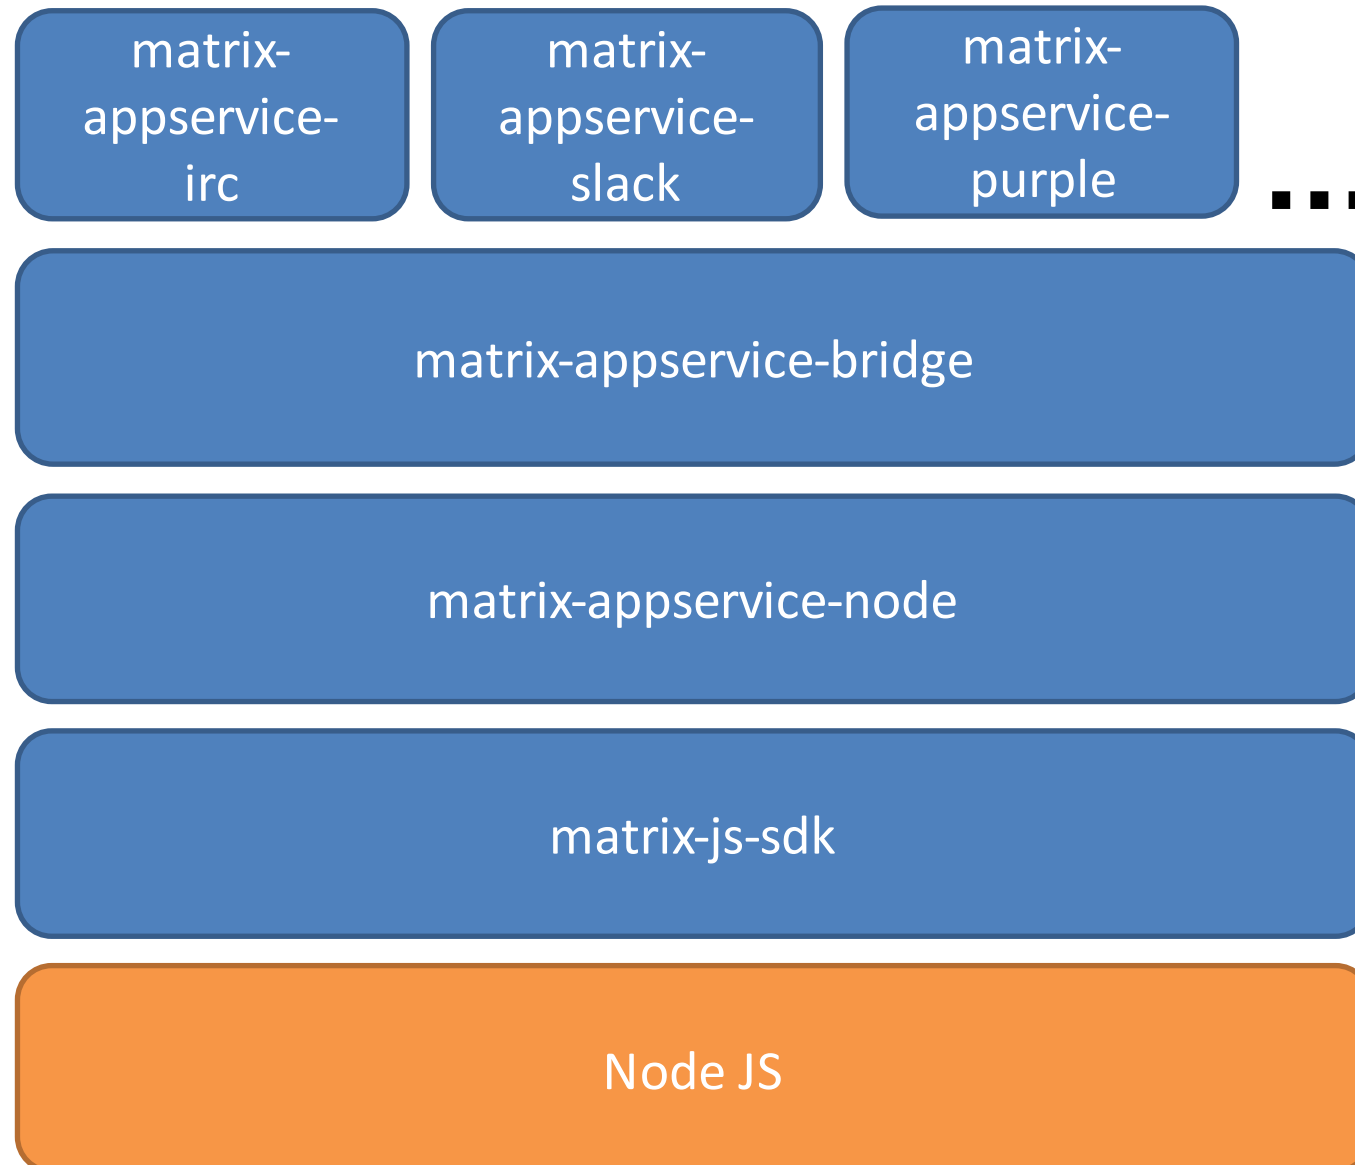 matrix-
appservice-
irc
matrix-
appservice-
slack
matrix-
appservice-
purple
...
matrix-appservice-bridge
matrix-appservice-node
matrix-js-sdk
Node JS